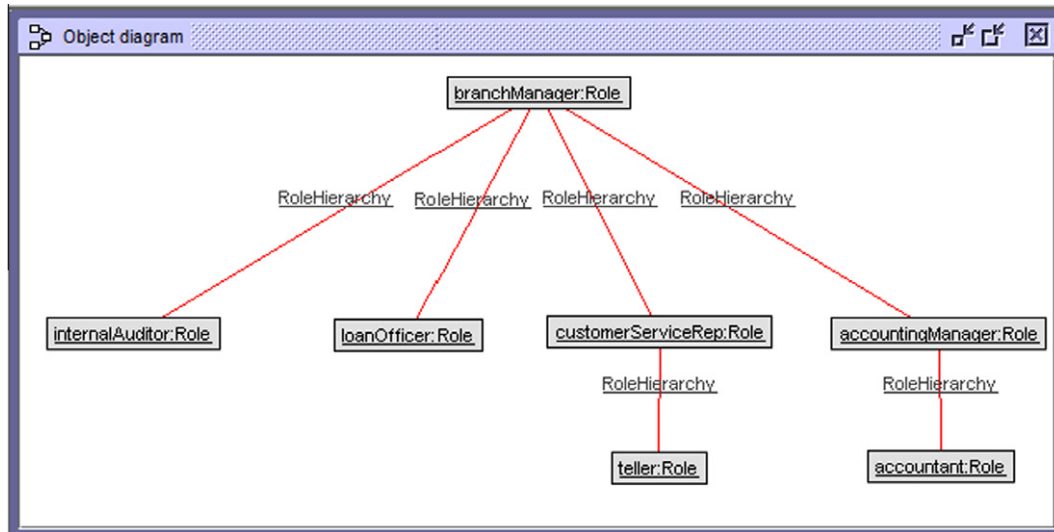 Object diagram
branchManager:Role
RoleHierarchy RoleHierarchy RoleHierarchy RoleHierarchy
internalAuditor:Role loanOfficer:Role customerServiceRep:Role accountingManager:Role
RoleHierarchy RoleHierarchy
teller:Role accountant:Role